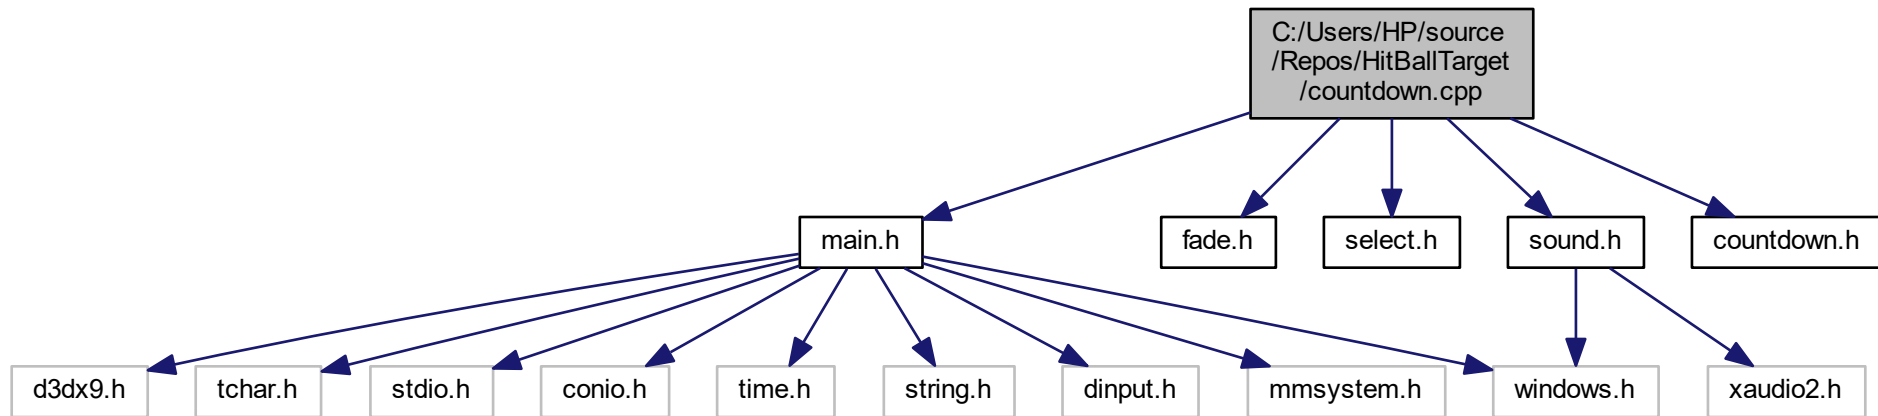 C:/Users/HP/source
/Repos/HitBallTarget
/countdown.cpp
main.h
fade.h
select.h
sound.h
countdown.h
d3dx9.h
tchar.h
stdio.h
conio.h
time.h
string.h
dinput.h
mmsystem.h
windows.h
xaudio2.h